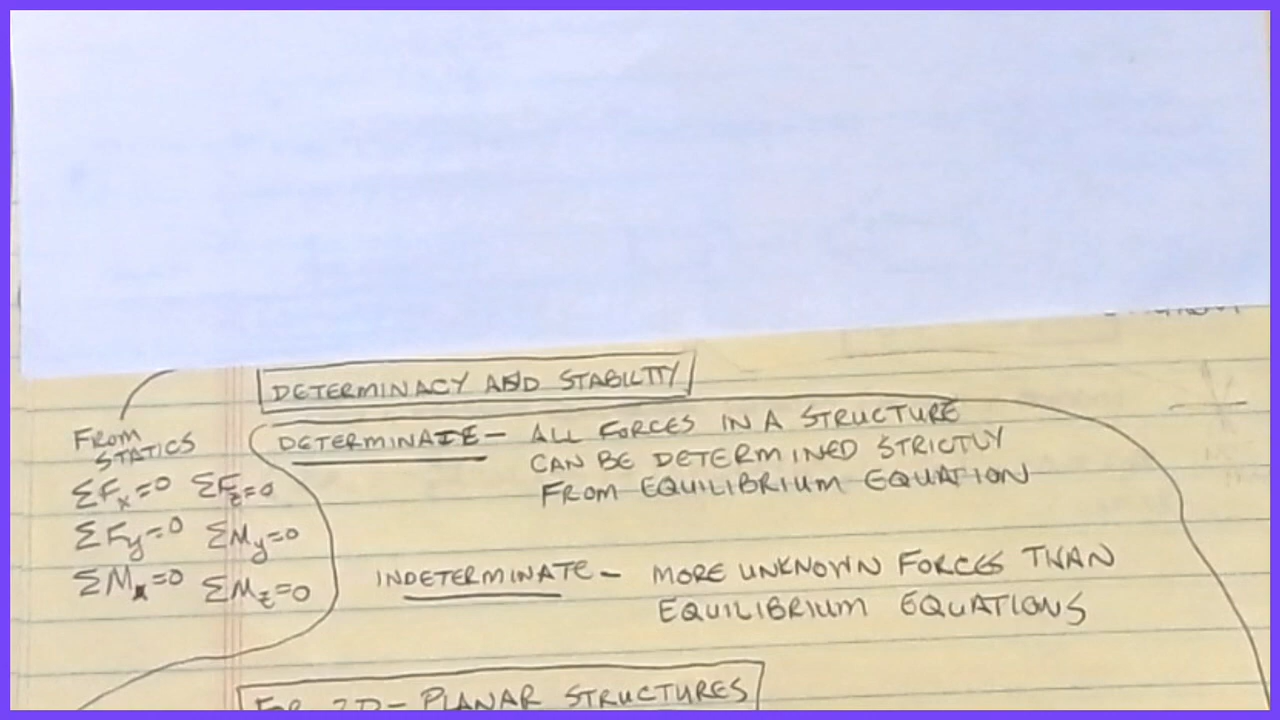 DETERMINACY AND STABILITY
FROM
STATICS
ΣFx=0 ΣFz=0
ΣFy=0 ΣMy=0
ΣMx=0 ΣMz=0
DETERMINATE – ALL FORCES IN A STRUCTURE
CAN BE DETERMINED STRICTLY
FROM EQUILIBRIUM EQUATION
INDETERMINATE – MORE UNKNOWN FORCES THAN
EQUILIBRIUM EQUATIONS
FOR 2D – PLANAR STRUCTURES